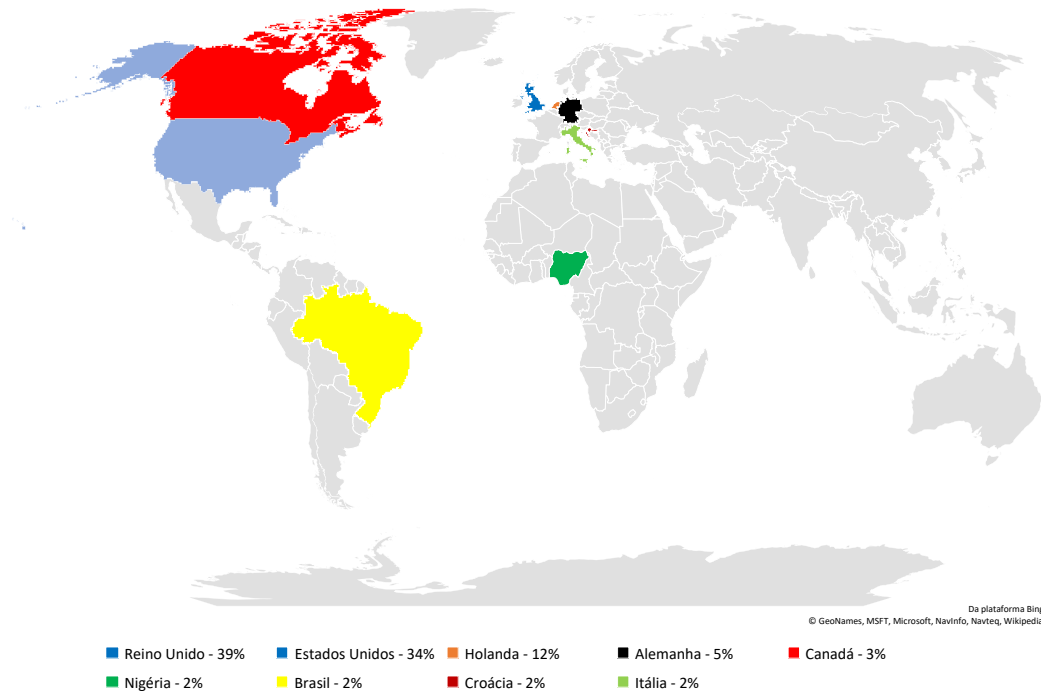 Da plataforma Bing
© GeoNames, MSFT, Microsoft, NavInfo, Navteq, Wikipedia
Reino Unido - 39% Estados Unidos - 34% Holanda - 12% Alemanha - 5% Canadá - 3%
Nigéria - 2% Brasil - 2% Croácia - 2% Itália - 2%